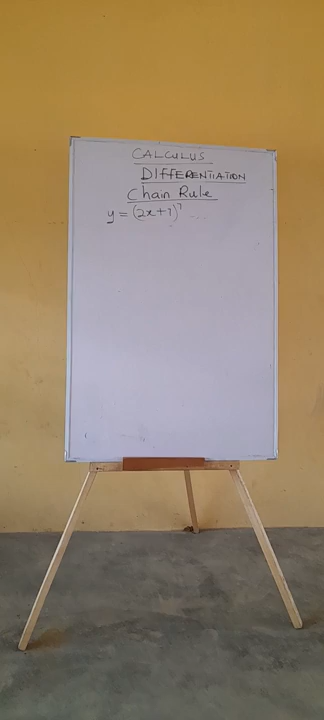 CALCULUS
DIFFERENTIATION
Chain Rule
y = (2x+1)⁷